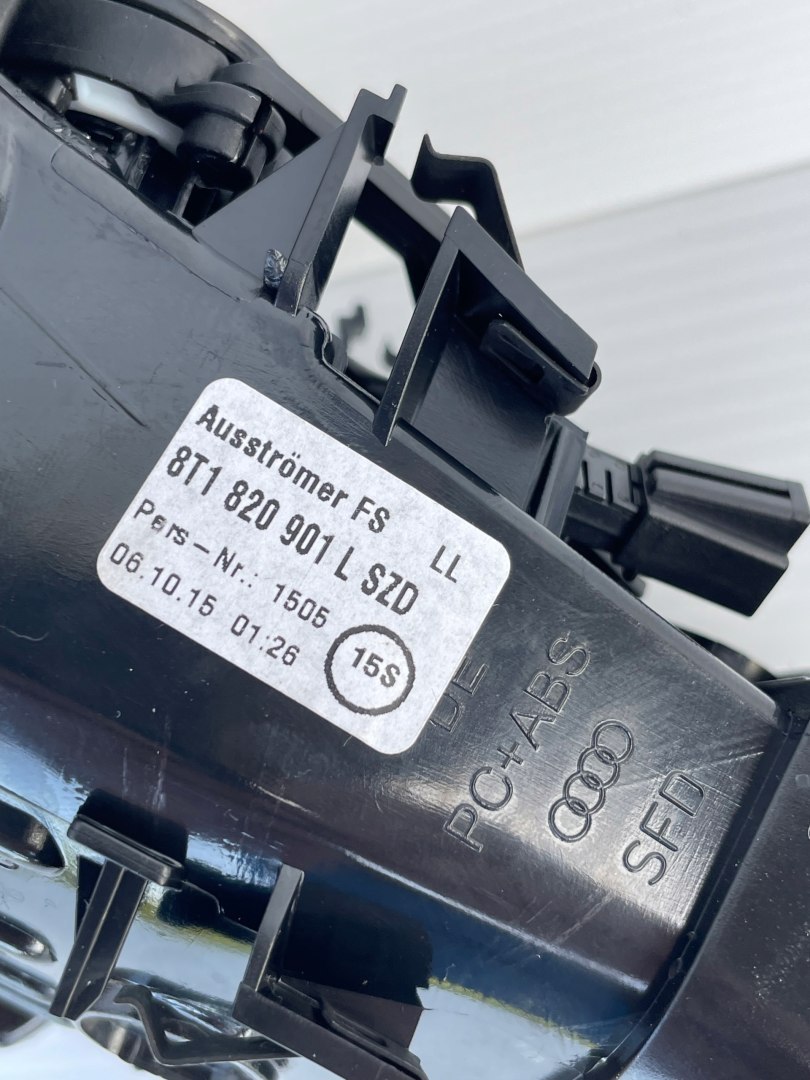 Ausströmer FS LL
8T1 820 901 L SZD
Pers-Nr.: 1505
06.10.15 01:26
15S
DE
PC+ABS
SFD